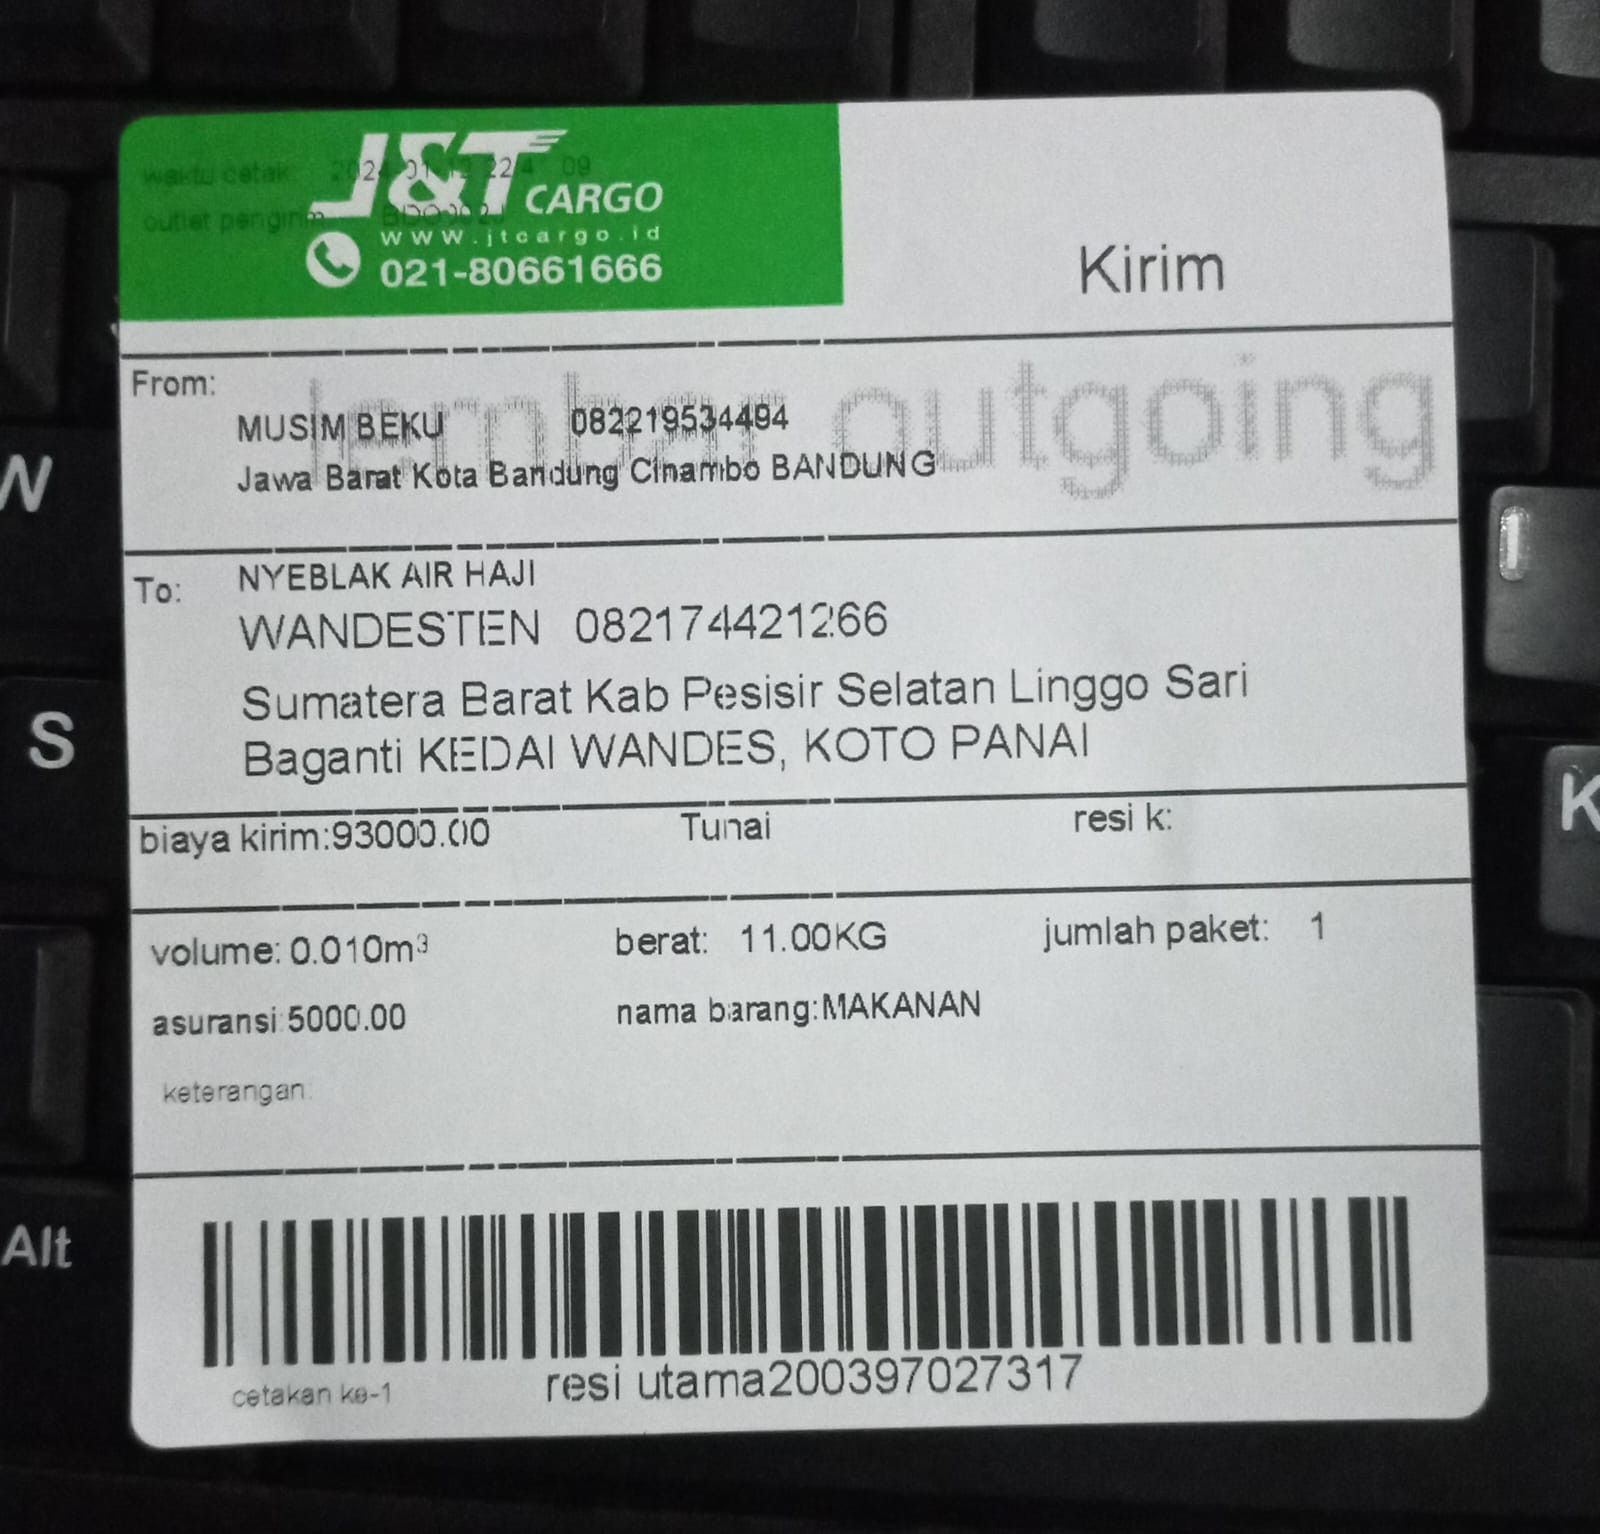 J&T CARGO
waktu cetak:
outlet pengirim
www.jtcargo.id
021-80661666
Kirim
lembar outgoing
From:
MUSIM BEKU 082219534494
Jawa Barat Kota Bandung Cinambo BANDUNG
To: NYEBLAK AIR HAJI
WANDESTEN 082174421266
Sumatera Barat Kab Pesisir Selatan Linggo Sari
Baganti KEDAI WANDES, KOTO PANAI
biaya kirim:93000.00 Tunai resi k:
volume: 0.010m³ berat: 11.00KG jumlah paket: 1
asuransi:5000.00 nama barang:MAKANAN
keterangan:
cetakan ke-1 resi utama200397027317
W
S
Alt
K